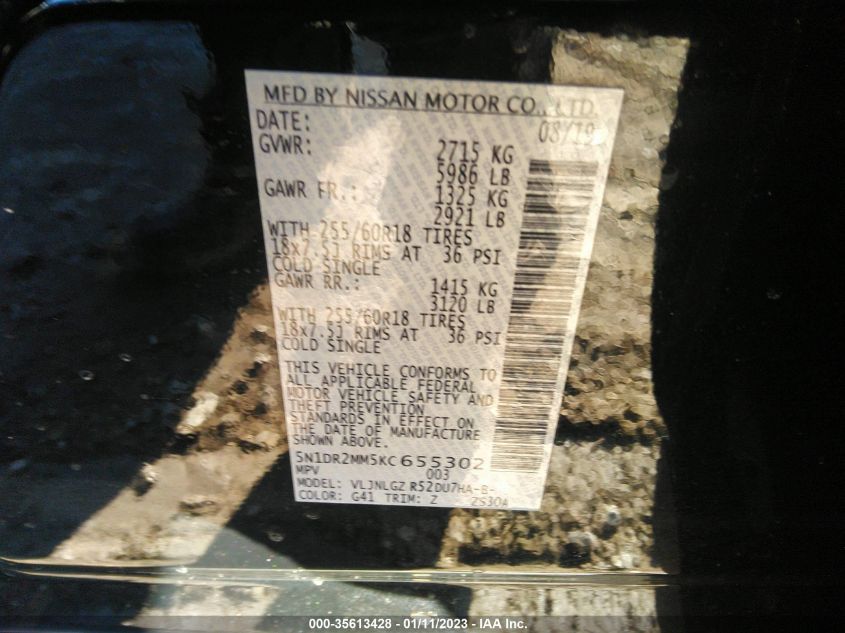 MFD BY NISSAN MOTOR CO., LTD.
DATE: 08/19
GVWR: 2715 KG
5986 LB
GAWR FR.: 1325 KG
2921 LB
WITH 255/60R18 TIRES
18x7.5J RIMS AT 36 PSI
COLD SINGLE
GAWR RR.: 1415 KG
3120 LB
WITH 255/60R18 TIRES
18x7.5J RIMS AT 36 PSI
COLD SINGLE
THIS VEHICLE CONFORMS TO
ALL APPLICABLE FEDERAL
MOTOR VEHICLE SAFETY AND
THEFT PREVENTION
STANDARDS IN EFFECT ON
THE DATE OF MANUFACTURE
SHOWN ABOVE.
5N1DR2MM5KC655302
MPV 003
MODEL: VLJNLGZ R52DU7HA-B-
COLOR: G41 TRIM: Z 2S30A
000-35613428 - 01/11/2023 - IAA Inc.